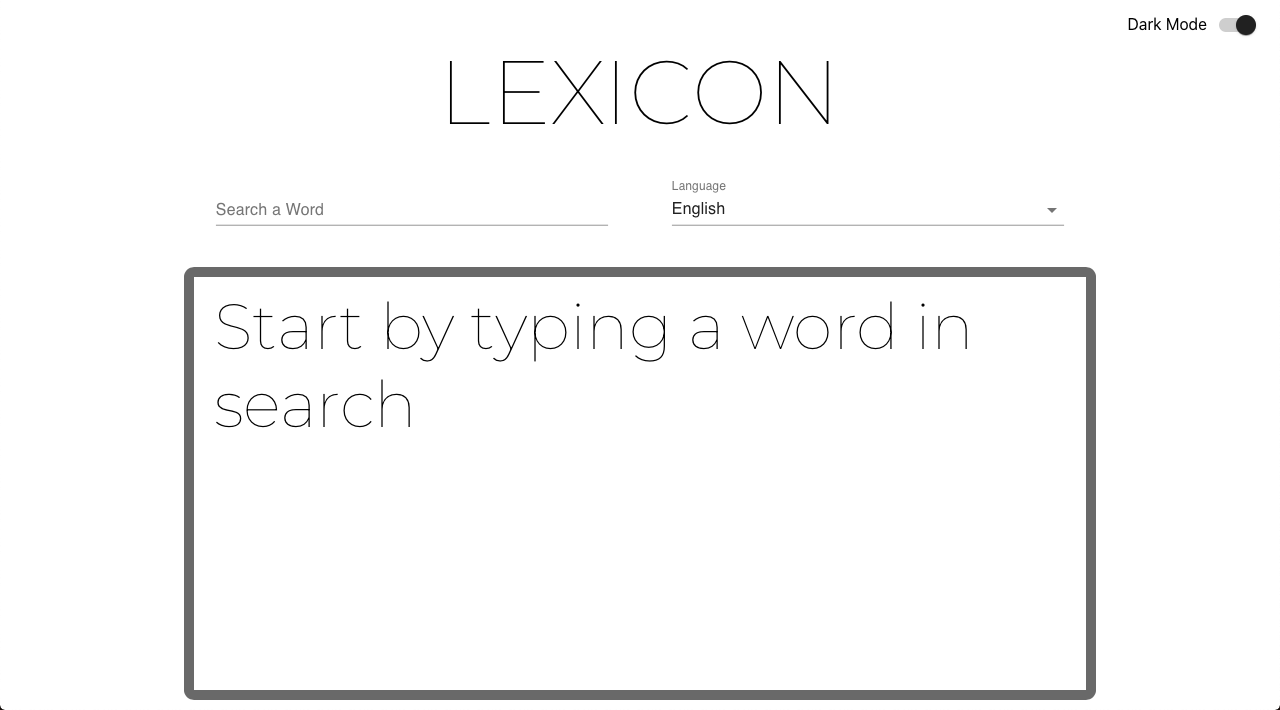 Dark Mode
LEXICON
Search a Word
Language
English
Start by typing a word in
search